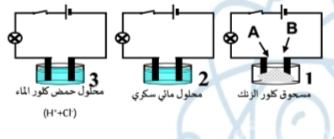 A B
1
مسحوق كلور الزنك
2
محلول مائي سكري
3
محلول حمض كلور الماء
(H⁺+Cl⁻)